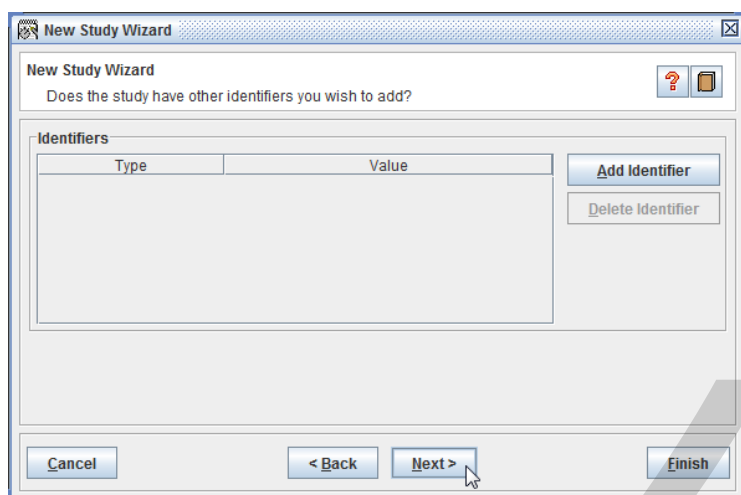 New Study Wizard
New Study Wizard
Does the study have other identifiers you wish to add?
Identifiers
Type Value
Add Identifier
Delete Identifier
Cancel < Back Next > Finish